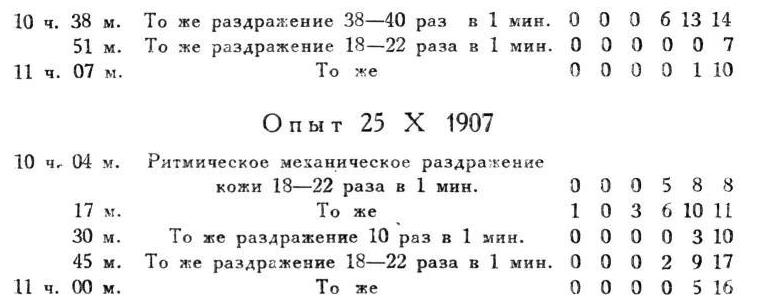 10 ч. 38 м. То же раздражение 38—40 раз в 1 мин. 0 0 0 6 13 14
51 м. То же раздражение 18—22 раза в 1 мин. 0 0 0 0 0 7
11 ч. 07 м. То же 0 0 0 0 1 10
Опыт 25 X 1907
10 ч. 04 м. Ритмическое механическое раздражение
кожи 18—22 раза в 1 мин. 0 0 0 5 8 8
17 м. То же 1 0 3 6 10 11
30 м. То же раздражение 10 раз в 1 мин. 0 0 0 0 3 10
45 м. То же раздражение 18—22 раза в 1 мин. 0 0 0 2 9 17
11 ч. 00 м. То же 0 0 0 0 5 16